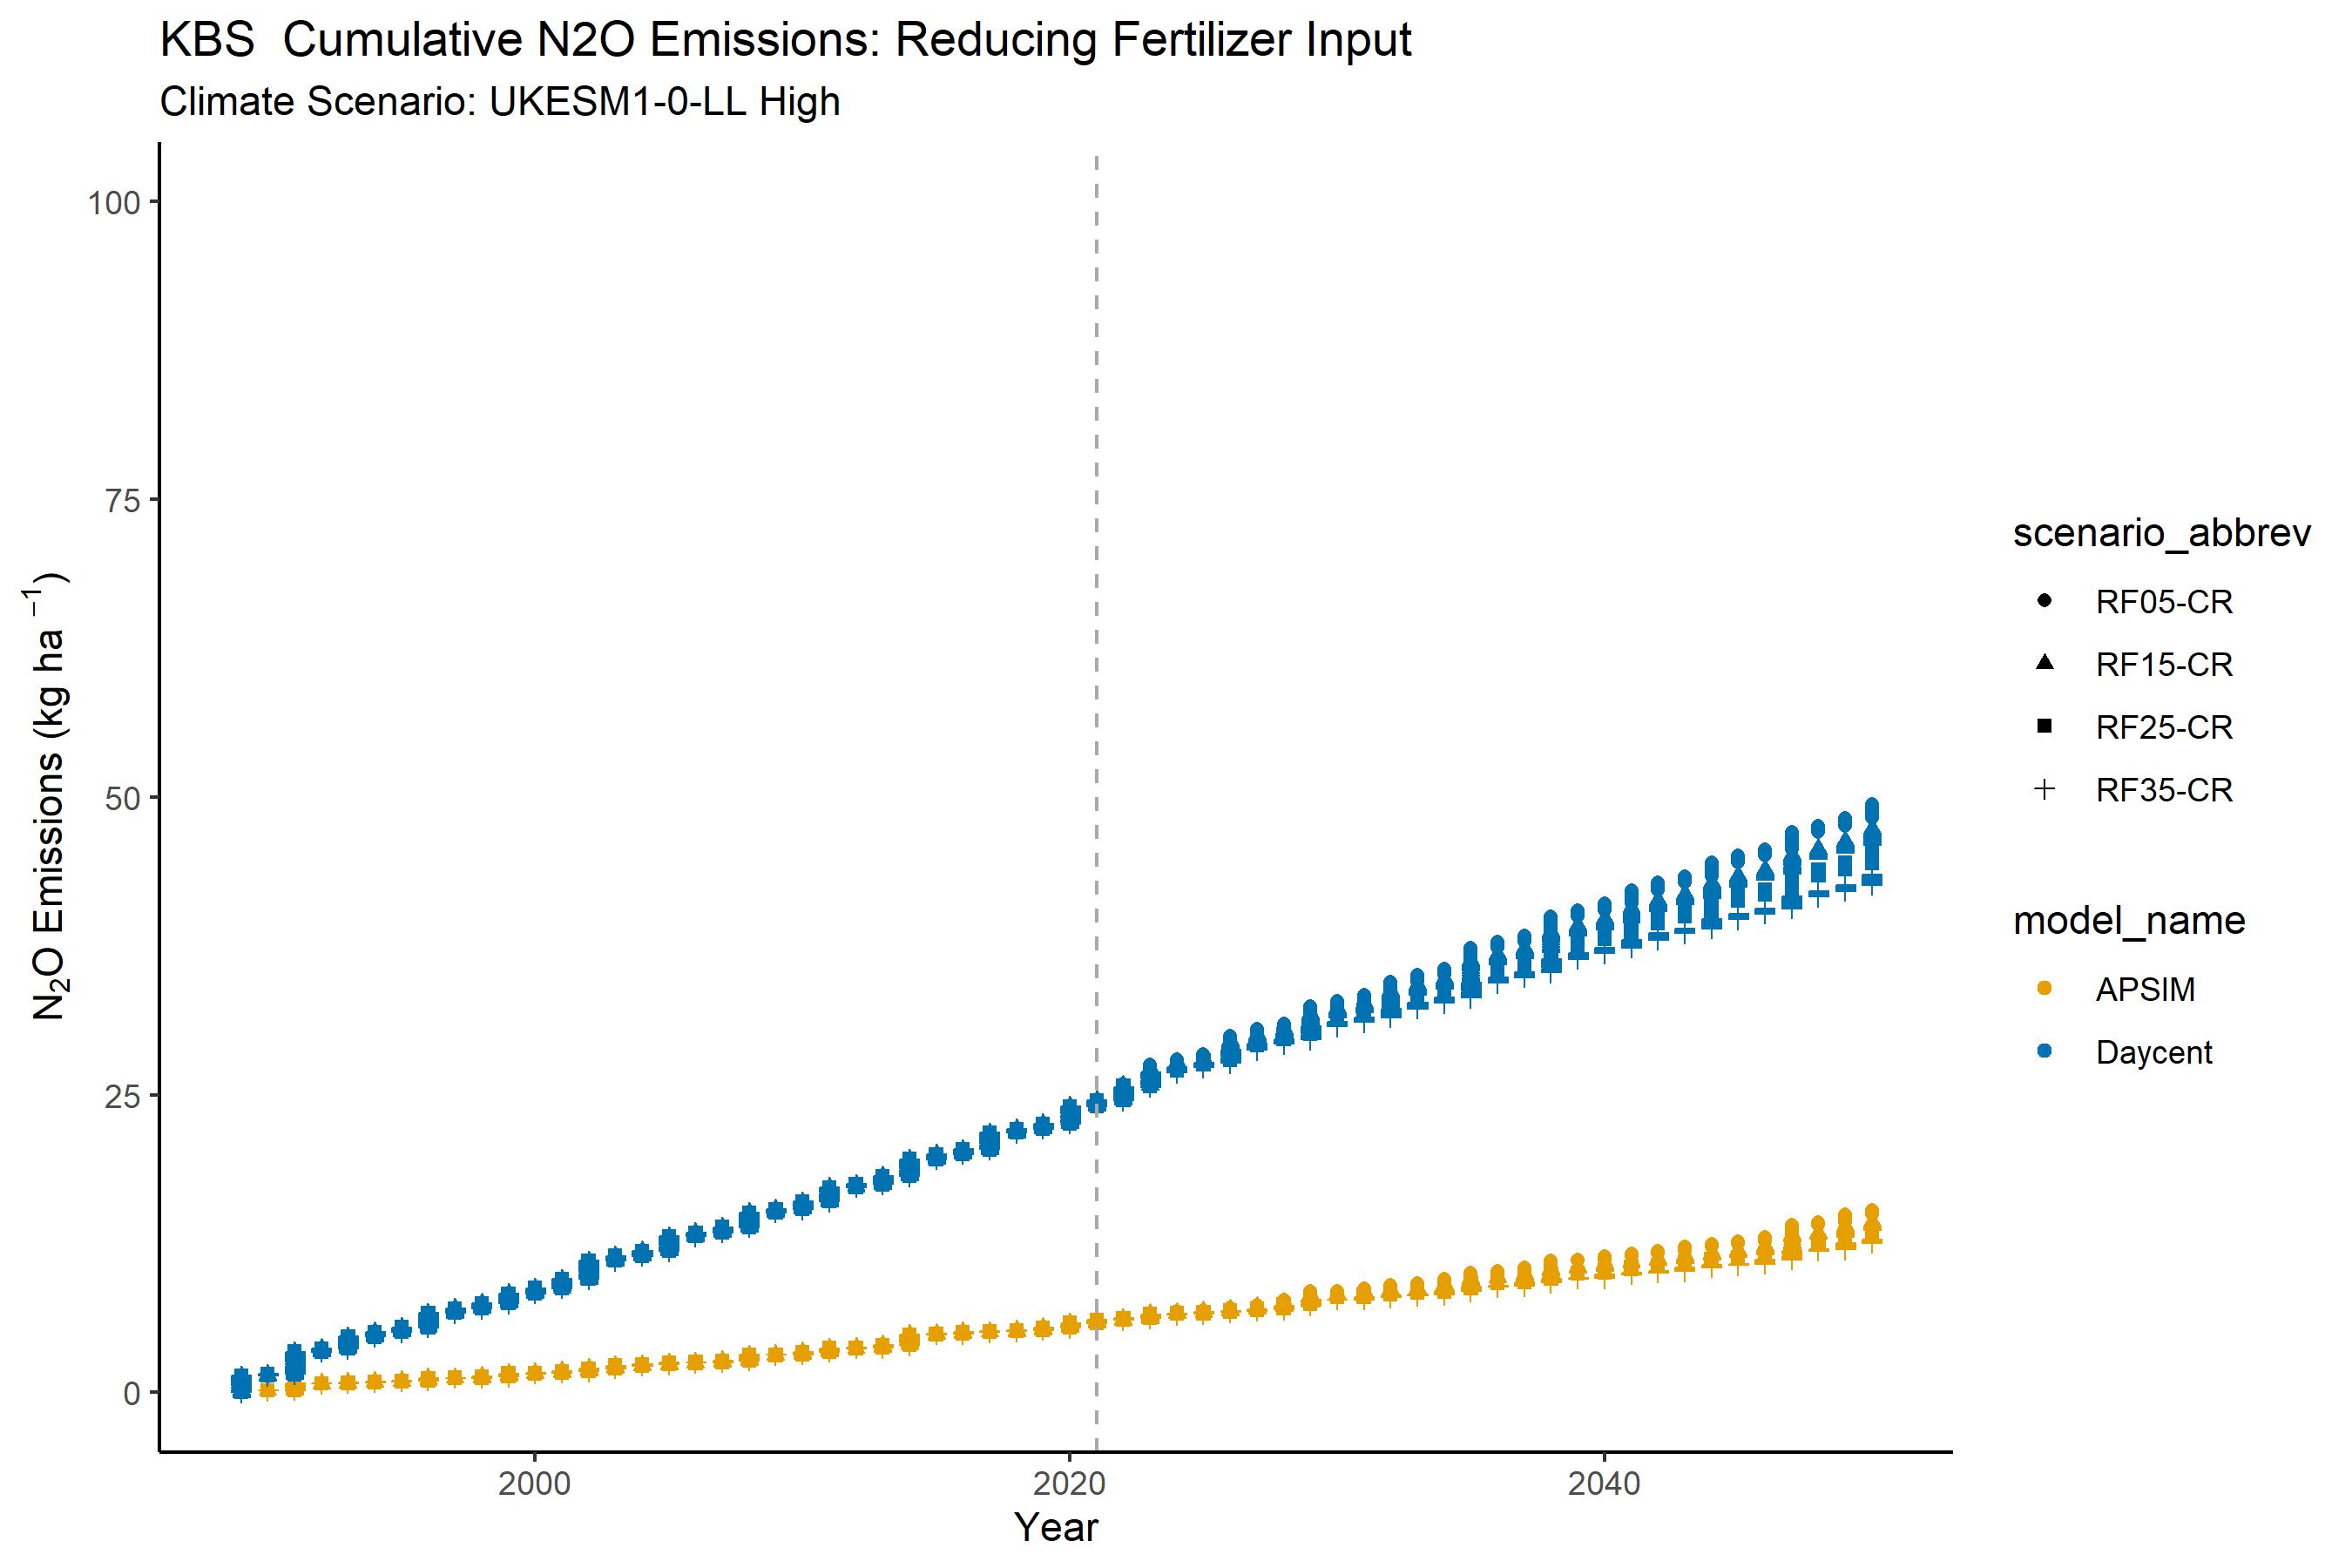 KBS  Cumulative N2O Emissions: Reducing Fertilizer Input
Climate Scenario: UKESM1-0-LL High
N₂O Emissions (kg ha ⁻¹)
100
75
50
25
0
2000
2020
2040
Year
scenario_abbrev
RF05-CR
RF15-CR
RF25-CR
RF35-CR
model_name
APSIM
Daycent